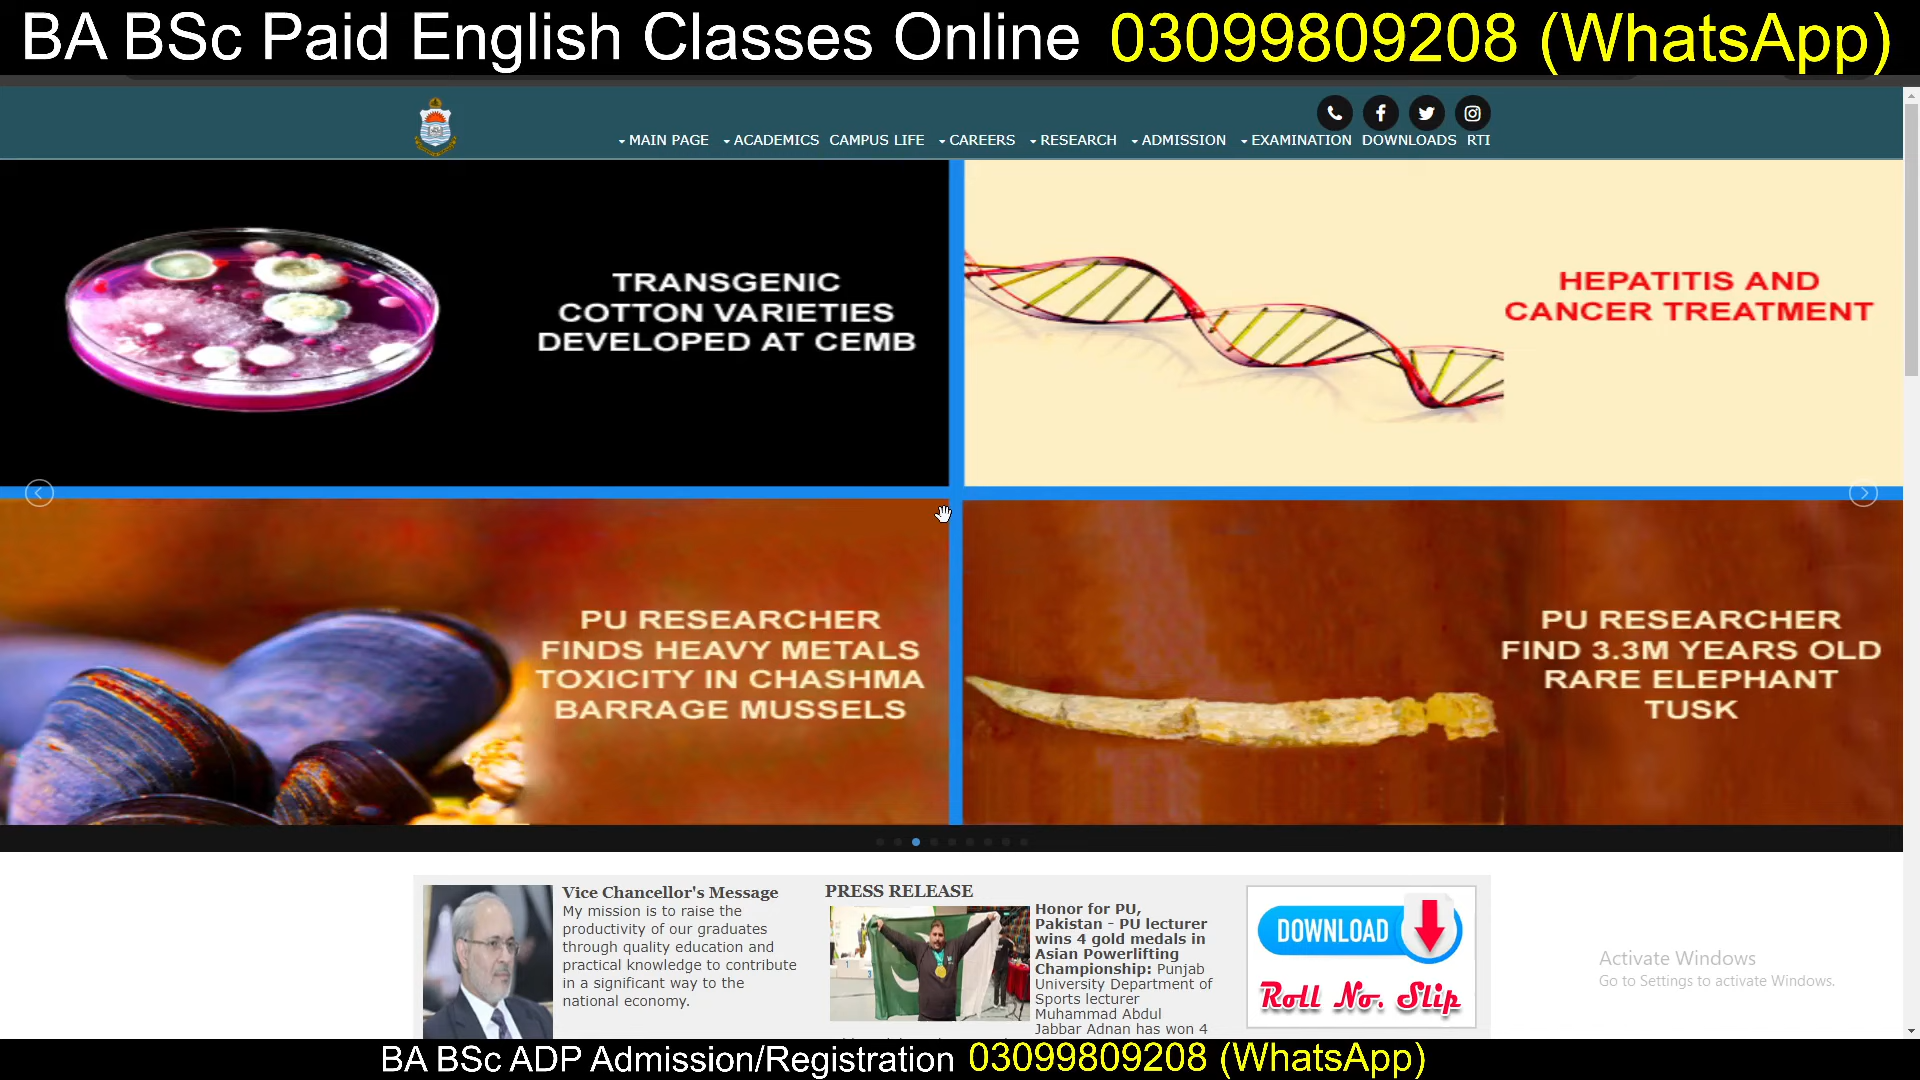 BA BSc Paid English Classes Online 03099809208 (WhatsApp)
MAIN PAGE ACADEMICS CAMPUS LIFE CAREERS RESEARCH ADMISSION EXAMINATION DOWNLOADS RTI
TRANSGENIC
COTTON VARIETIES
DEVELOPED AT CEMB
HEPATITIS AND
CANCER TREATMENT
PU RESEARCHER
FINDS HEAVY METALS
TOXICITY IN CHASHMA
BARRAGE MUSSELS
PU RESEARCHER
FIND 3.3M YEARS OLD
RARE ELEPHANT
TUSK
Vice Chancellor's Message
My mission is to raise the
productivity of our graduates
through quality education and
practical knowledge to contribute
in a significant way to the
national economy.
PRESS RELEASE
Honor for PU,
Pakistan - PU lecturer
wins 4 gold medals in
Asian Powerlifting
Championship: Punjab
University Department of
Sports lecturer
Muhammad Abdul
Jabbar Adnan has won 4
DOWNLOAD
Roll No. Slip
Activate Windows
Go to Settings to activate Windows.
BA BSc ADP Admission/Registration 03099809208 (WhatsApp)